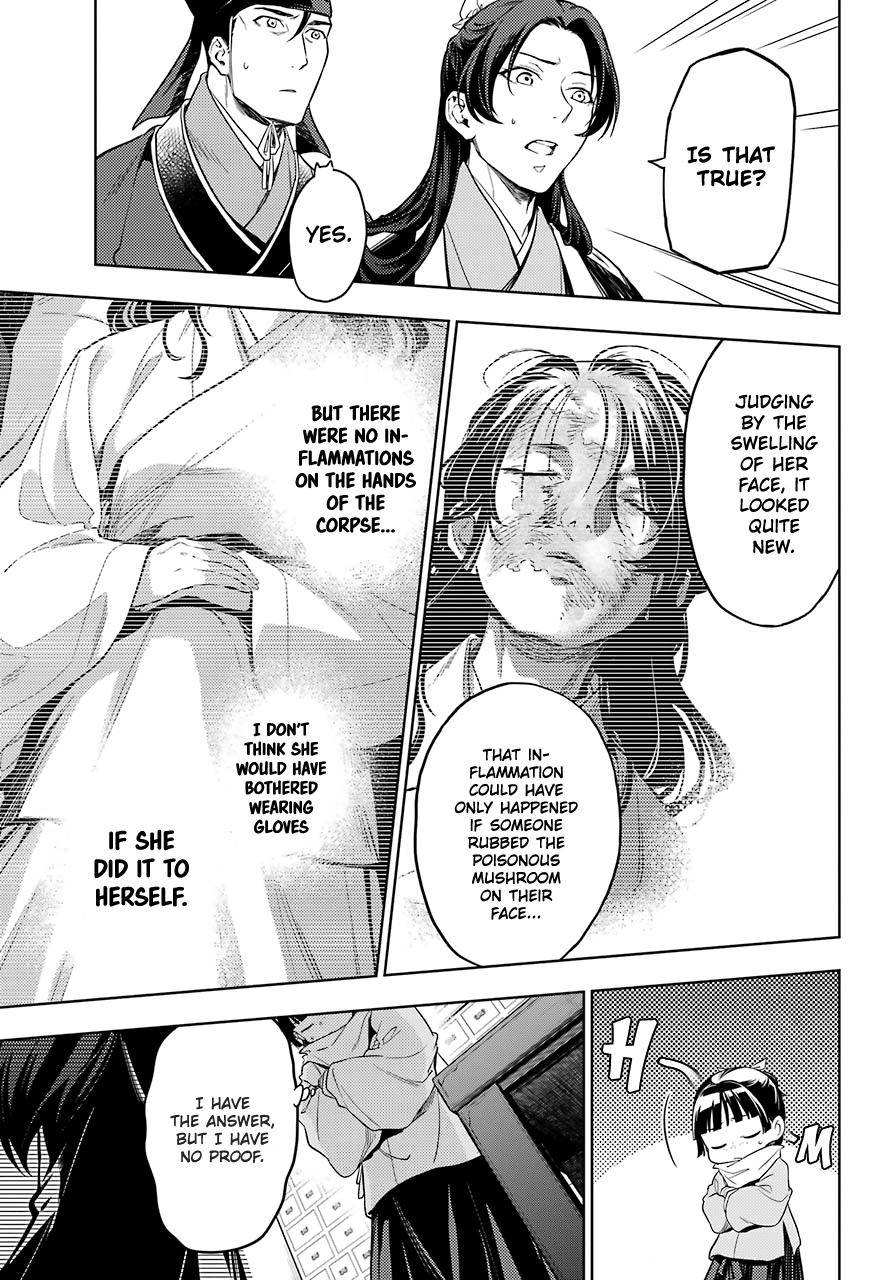 IS THAT
TRUE?
YES.
JUDGING
BY THE
SWELLING
OF HER
FACE, IT
LOOKED
QUITE
NEW.
THAT IN-
FLAMMATION
COULD HAVE
ONLY HAPPENED
IF SOMEONE
RUBBED THE
POISONOUS
MUSHROOM
ON THEIR
FACE...
BUT THERE
WERE NO IN-
FLAMMATIONS
ON THE HANDS
OF THE
CORPSE...
I DON'T
THINK SHE
WOULD HAVE
BOTHERED
WEARING
GLOVES
IF SHE
DID IT TO
HERSELF.
H
M
I HAVE
THE ANSWER,
BUT I HAVE
NO PROOF.